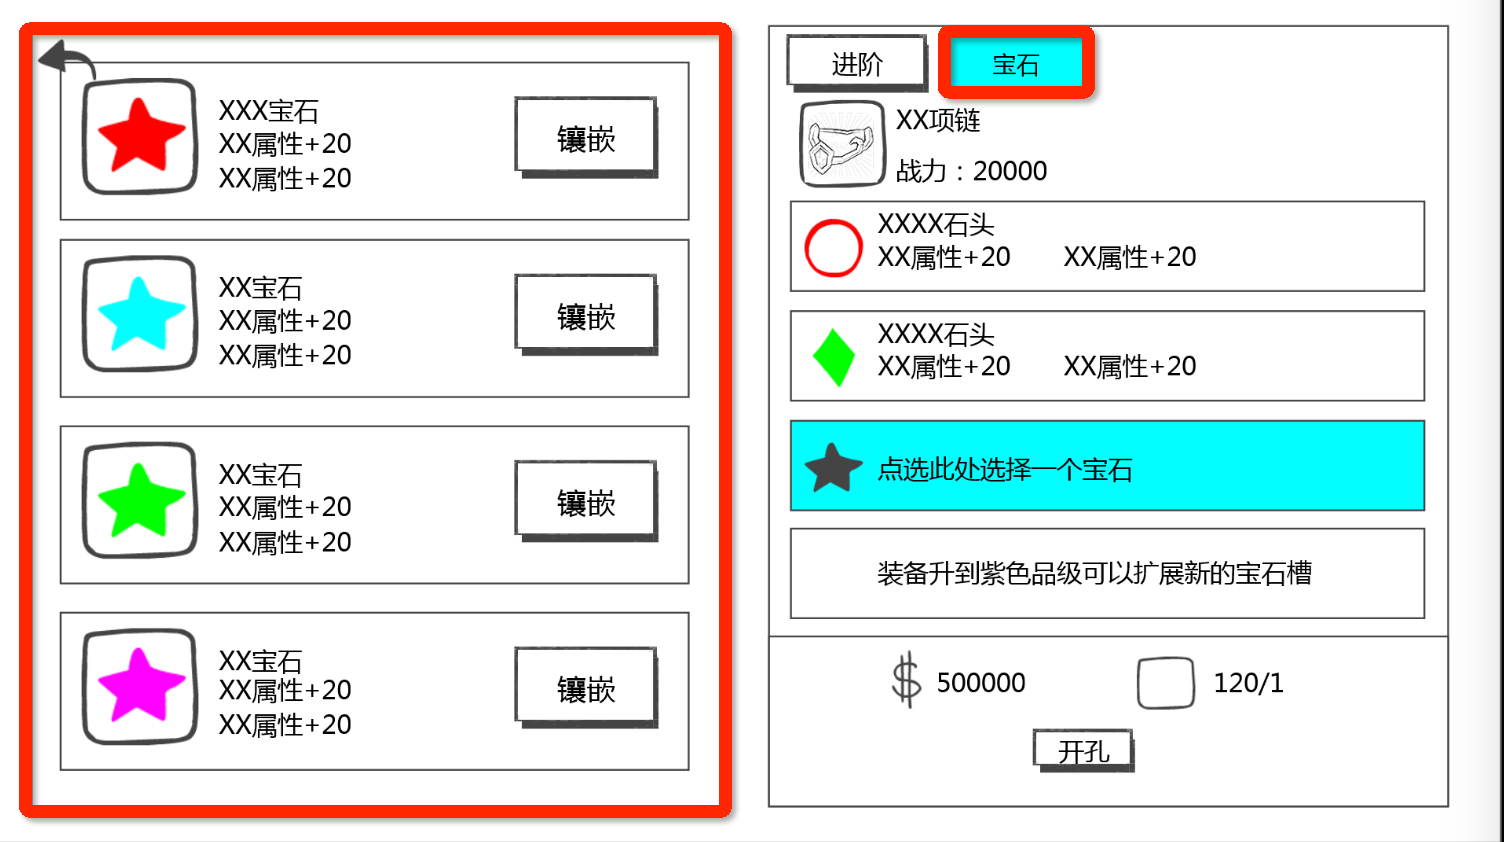 XXX宝石
XX属性+20
XX属性+20
镶嵌
XX宝石
XX属性+20
XX属性+20
镶嵌
XX宝石
XX属性+20
XX属性+20
镶嵌
XX宝石
XX属性+20
XX属性+20
镶嵌
进阶 宝石
XX项链
战力：20000
XXXX石头
XX属性+20 XX属性+20
XXXX石头
XX属性+20 XX属性+20
点选此处选择一个宝石
装备升到紫色品级可以扩展新的宝石槽
$ 500000 120/1
开孔